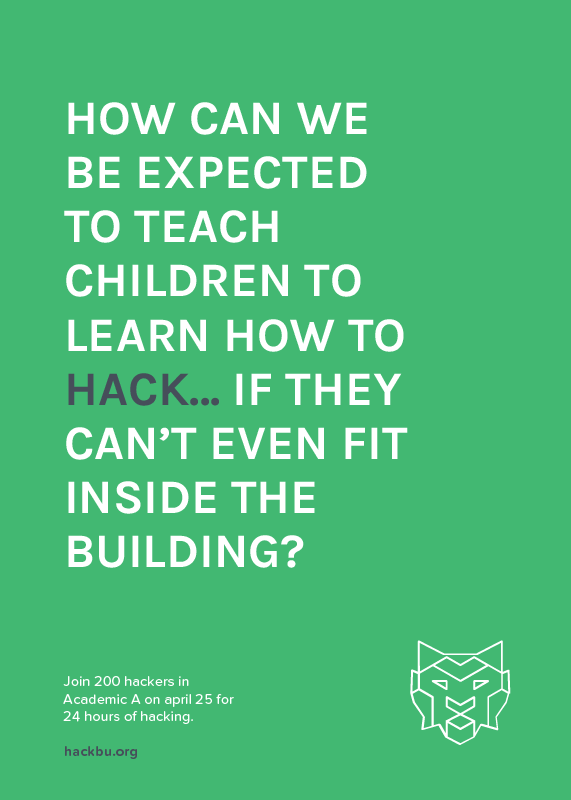 HOW CAN WE
BE EXPECTED
TO TEACH
CHILDREN TO
LEARN HOW TO
HACK... IF THEY
CAN’T EVEN FIT
INSIDE THE
BUILDING?
Join 200 hackers in
Academic A on april 25 for
24 hours of hacking.
hackbu.org